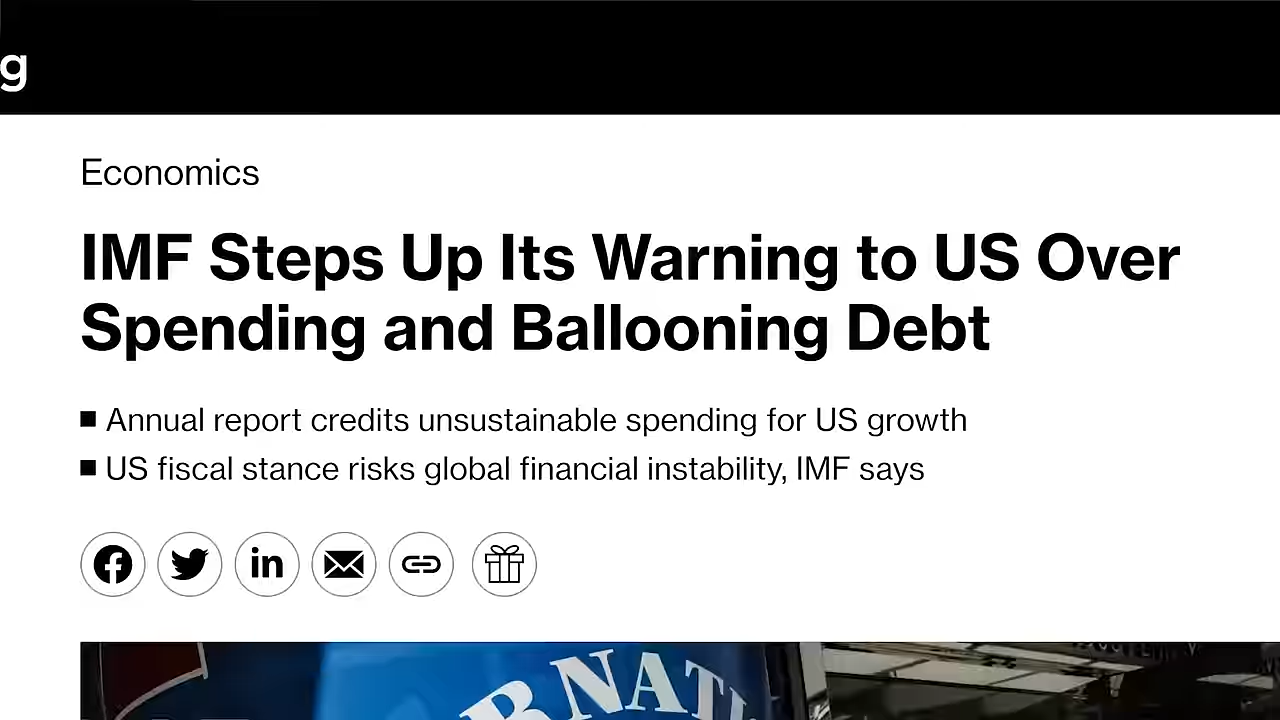 g
Economics
IMF Steps Up Its Warning to US Over
Spending and Ballooning Debt
Annual report credits unsustainable spending for US growth
US fiscal stance risks global financial instability, IMF says
in